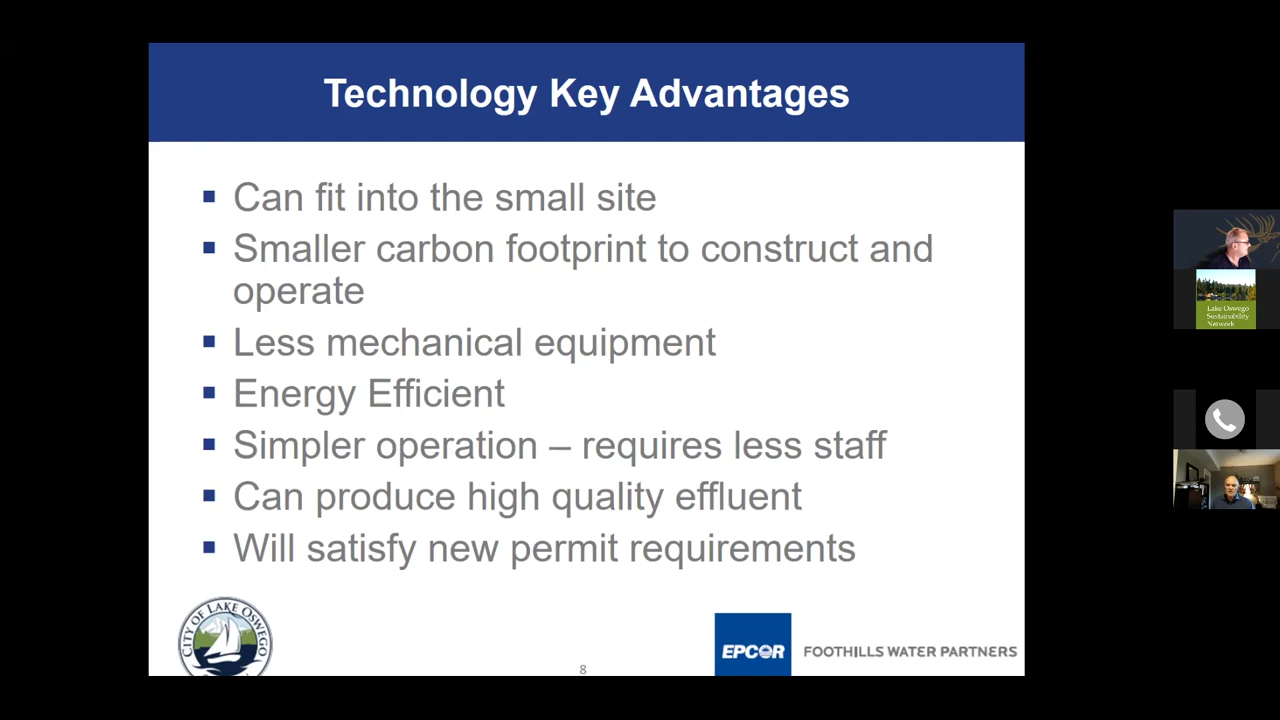 Technology Key Advantages
Can fit into the small site
Smaller carbon footprint to construct and
operate
Less mechanical equipment
Energy Efficient
Simpler operation – requires less staff
Can produce high quality effluent
Will satisfy new permit requirements
CITY OF LAKE OSWEGO
8
EPCOR
FOOTHILLS WATER PARTNERS
Lake Oswego
Sustainability
Network